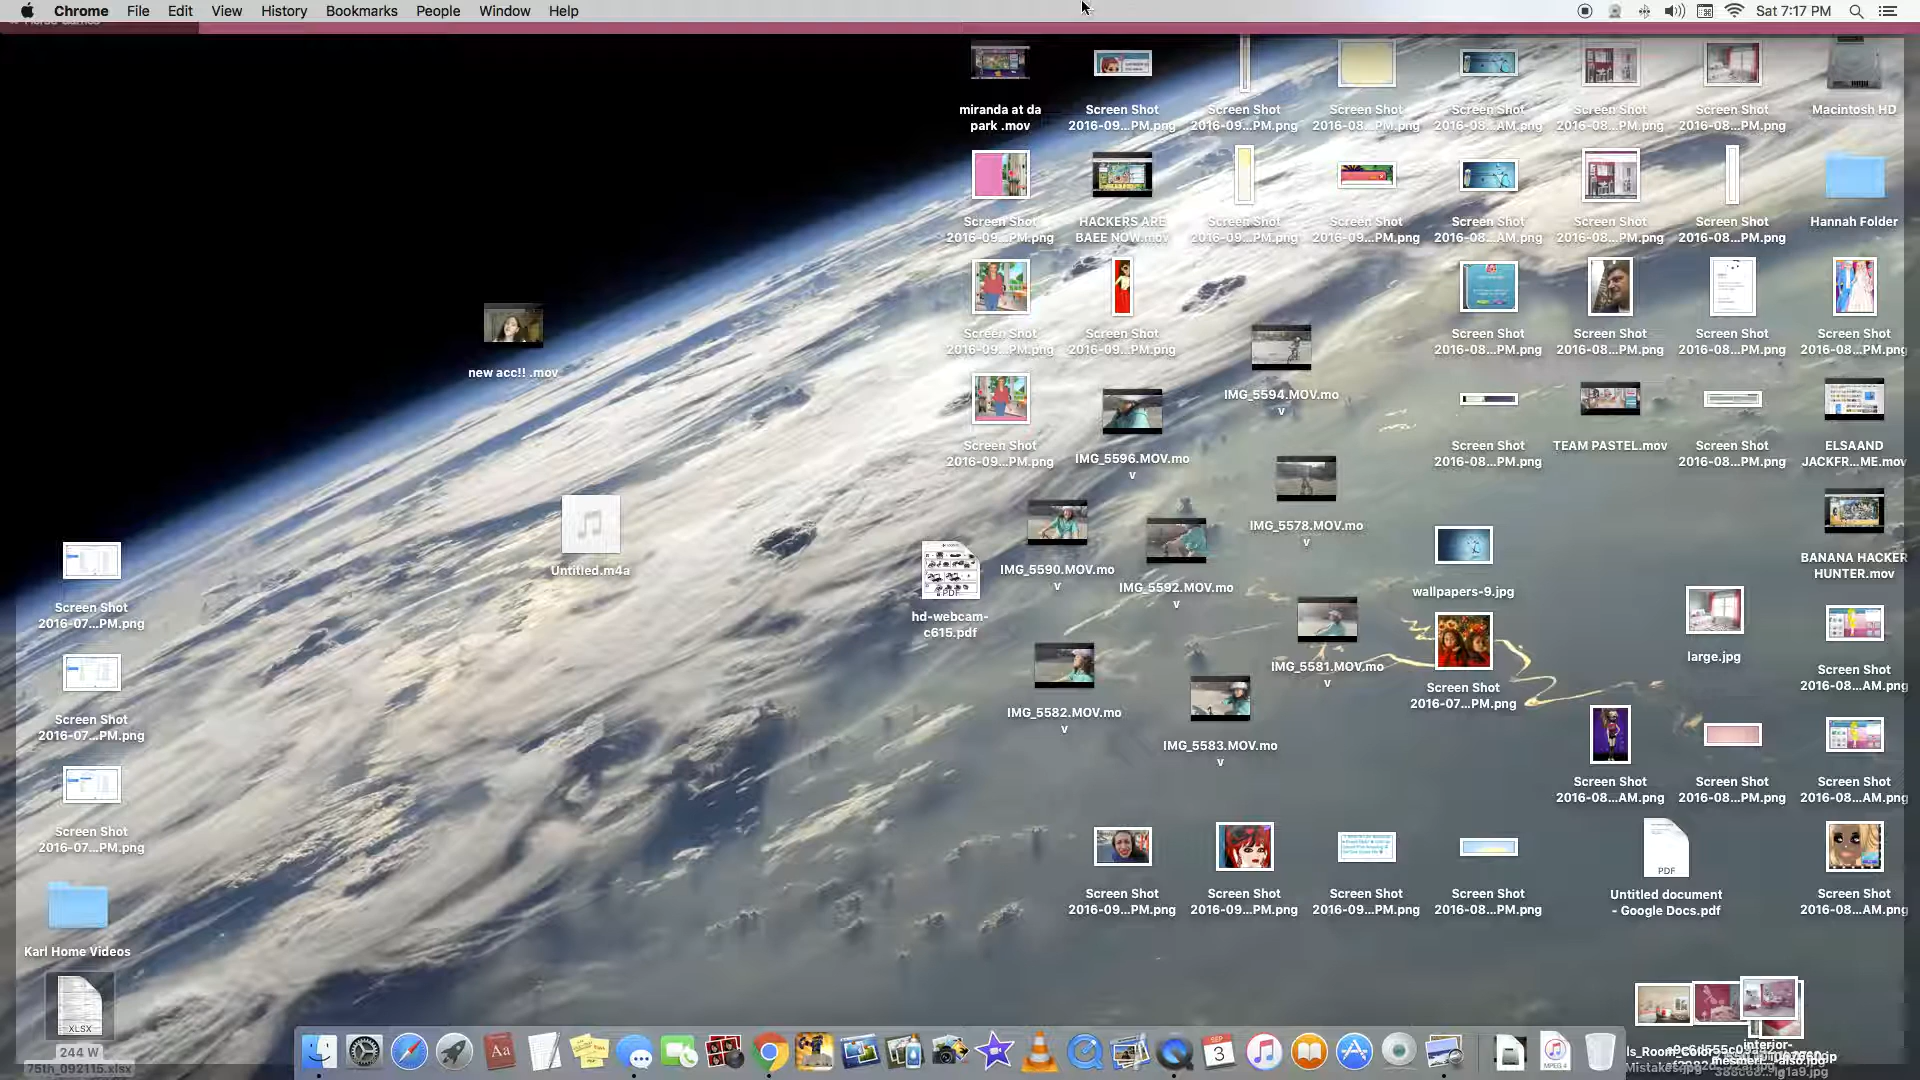 Chrome File Edit View History Bookmarks People Window Help Sat 7:17 PM
miranda at da
park .mov
Screen Shot
2016-09...PM.png
Screen Shot
2016-09...PM.png
Screen Shot
2016-08...PM.png
Screen Shot
2016-08...AM.png
Screen Shot
2016-08...PM.png
Screen Shot
2016-08...PM.png
Macintosh HD
Screen Shot
2016-09...PM.png
HACKERS ARE
BAEE NOW.mov
Screen Shot
2016-09...PM.png
Screen Shot
2016-09...PM.png
Screen Shot
2016-08...AM.png
Screen Shot
2016-08...PM.png
Screen Shot
2016-08...PM.png
Hannah Folder
new acc!! .mov
Screen Shot
2016-09...PM.png
Screen Shot
2016-09...PM.png
IMG_5594.MOV.mo
v
Screen Shot
2016-08...PM.png
Screen Shot
2016-08...PM.png
Screen Shot
2016-08...PM.png
Screen Shot
2016-08...PM.png
Screen Shot
2016-09...PM.png
IMG_5596.MOV.mo
v
Screen Shot
2016-08...PM.png
TEAM PASTEL.mov
Screen Shot
2016-08...PM.png
ELSAAND
JACKFR...ME.mov
Untitled.m4a
IMG_5590.MOV.mo
v
IMG_5592.MOV.mo
v
IMG_5578.MOV.mo
v
wallpapers-9.jpg
BANANA HACKER
HUNTER.mov
Screen Shot
2016-07...PM.png
PDF
hd-webcam-
c615.pdf
IMG_5581.MOV.mo
v
Screen Shot
2016-07...PM.png
large.jpg
Screen Shot
2016-08...AM.png
Screen Shot
2016-07...PM.png
IMG_5582.MOV.mo
v
IMG_5583.MOV.mo
v
Screen Shot
2016-08...AM.png
Screen Shot
2016-08...PM.png
Screen Shot
2016-08...AM.png
Screen Shot
2016-07...PM.png
Screen Shot
2016-09...PM.png
Screen Shot
2016-09...PM.png
Screen Shot
2016-09...PM.png
Screen Shot
2016-08...PM.png
PDF
Untitled document
- Google Docs.pdf
Screen Shot
2016-08...AM.png
Karl Home Videos
XLSX
244 W
75th_092115.xlsx
Aa
SEP
3
MPEG 4
interior-